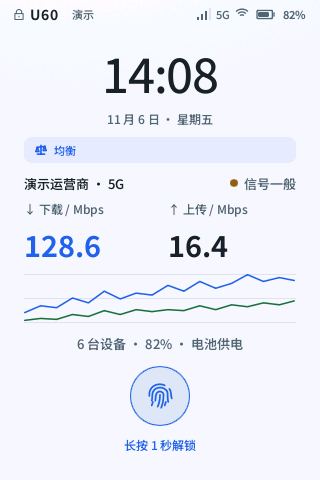 U60 演示 5G 82%
14:08
11月6日 • 星期五
均衡
演示运营商 • 5G 信号一般
↓ 下载 / Mbps ↑ 上传 / Mbps
128.6 16.4
6 台设备 • 82% • 电池供电
长按 1 秒解锁